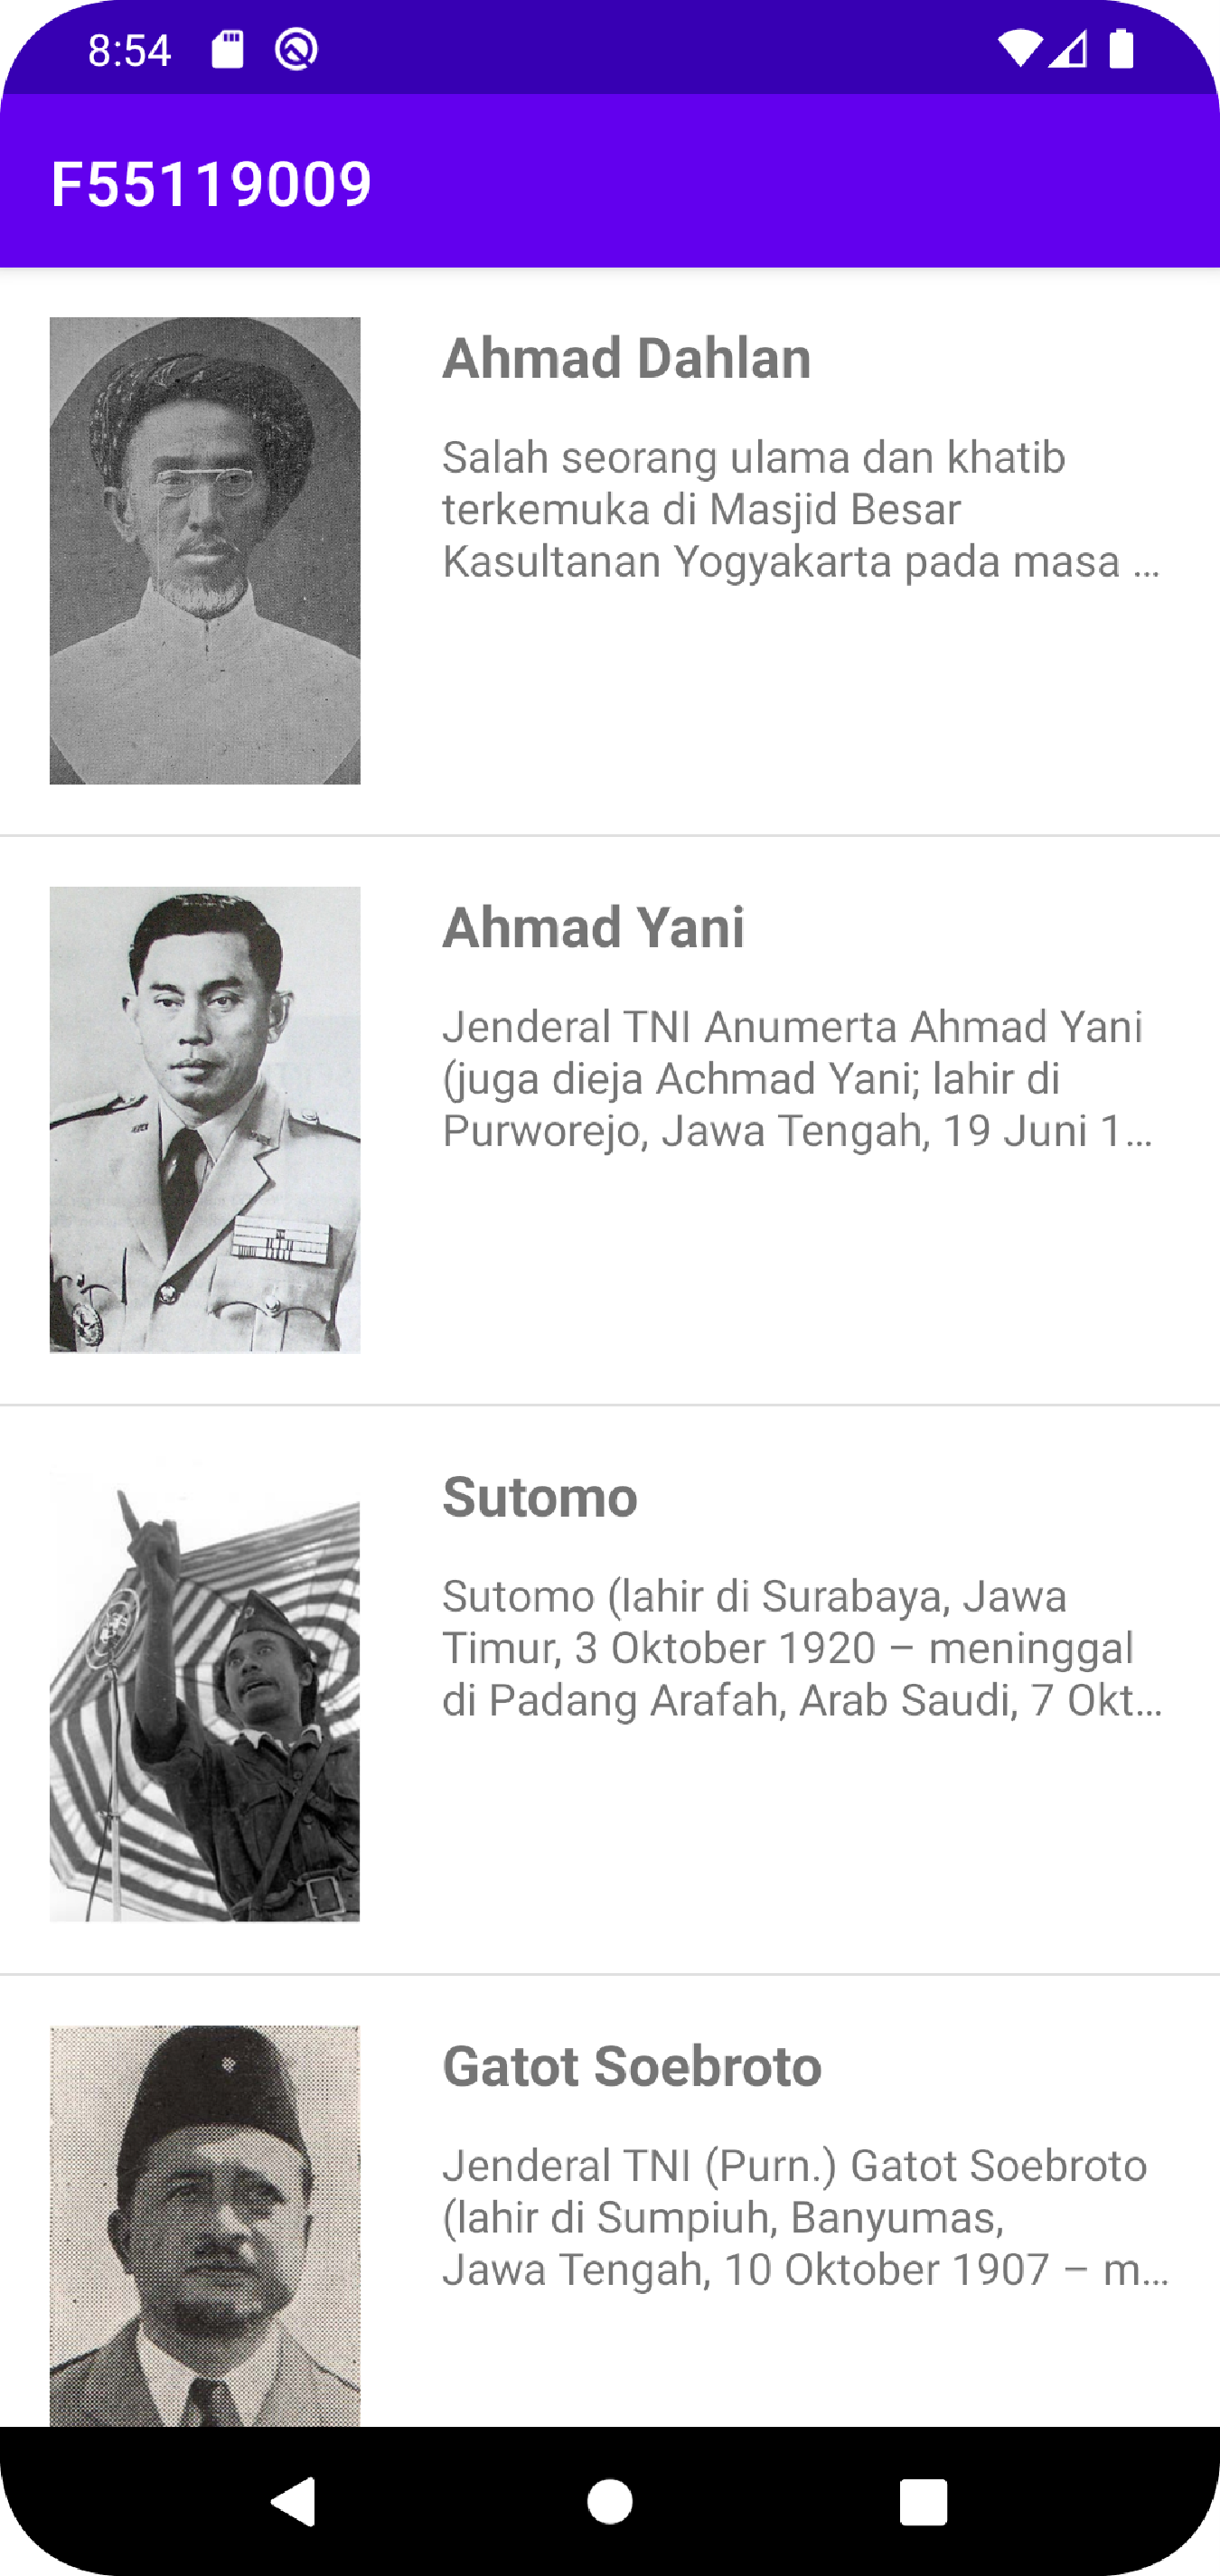 8:54
F55119009
Ahmad Dahlan
Salah seorang ulama dan khatib
terkemuka di Masjid Besar
Kasultanan Yogyakarta pada masa ...
Ahmad Yani
Jenderal TNI Anumerta Ahmad Yani
(juga dieja Achmad Yani; lahir di
Purworejo, Jawa Tengah, 19 Juni 1...
Sutomo
Sutomo (lahir di Surabaya, Jawa
Timur, 3 Oktober 1920 – meninggal
di Padang Arafah, Arab Saudi, 7 Okt...
Gatot Soebroto
Jenderal TNI (Purn.) Gatot Soebroto
(lahir di Sumpiuh, Banyumas,
Jawa Tengah, 10 Oktober 1907 – m...